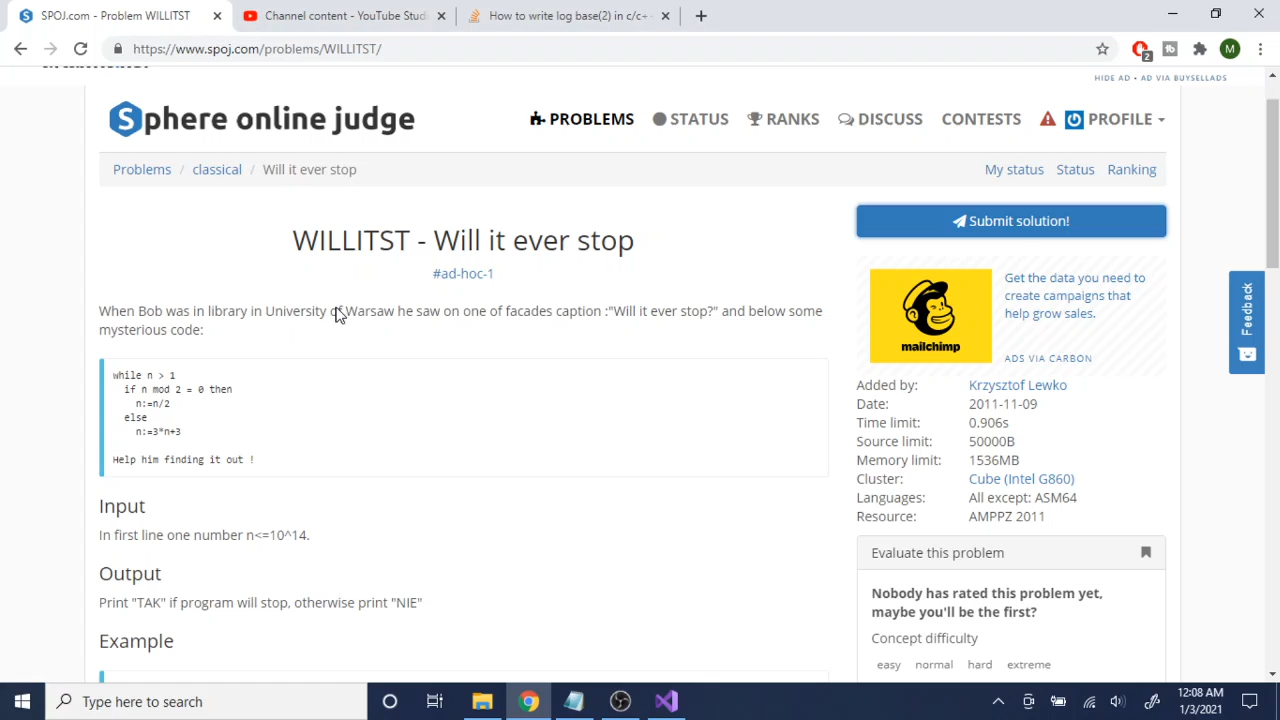 SPOJ.com - Problem WILLITST
Channel content - YouTube Studi
How to write log base(2) in c/c+
https://www.spoj.com/problems/WILLITST/
2
M
HIDE AD • AD VIA BUYSELLADS
Sphere online judge
PROBLEMS STATUS RANKS DISCUSS CONTESTS PROFILE
Problems / classical / Will it ever stop
My status Status Ranking
Submit solution!
WILLITST - Will it ever stop
#ad-hoc-1
When Bob was in library in University of Warsaw he saw on one of facades caption :"Will it ever stop?" and below some
mysterious code:
while n > 1
if n mod 2 = 0 then
n:=n/2
else
n:=3*n+3
Help him finding it out !
Input
In first line one number n<=10^14.
Output
Print "TAK" if program will stop, otherwise print "NIE"
Example
mailchimp
Get the data you need to
create campaigns that
help grow sales.
ADS VIA CARBON
Added by: Krzysztof Lewko
Date: 2011-11-09
Time limit: 0.906s
Source limit: 50000B
Memory limit: 1536MB
Cluster: Cube (Intel G860)
Languages: All except: ASM64
Resource: AMPPZ 2011
Evaluate this problem
Nobody has rated this problem yet,
maybe you'll be the first?
Concept difficulty
easy normal hard extreme
Feedback
Type here to search
12:08 AM
1/3/2021